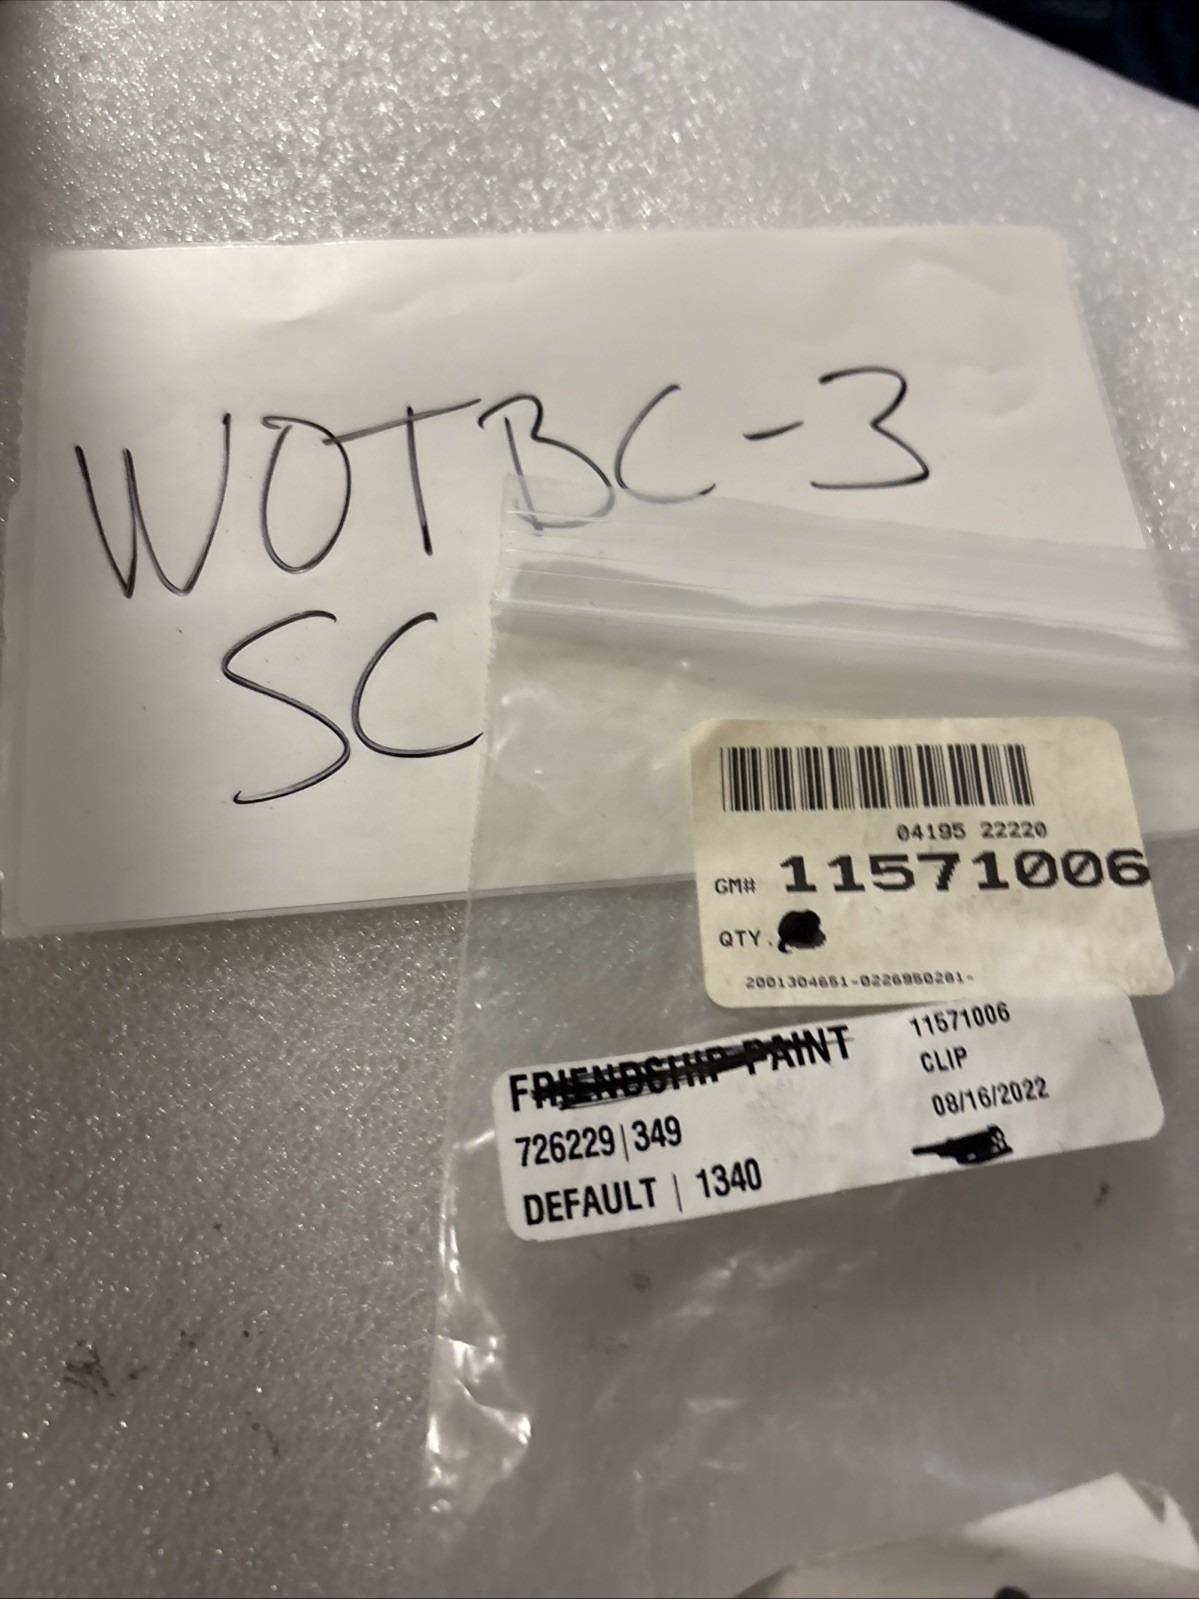 WOTBC-3
SC
04195 22220
GM# 11571006
QTY.
2001304651-0226950281-
FRIENDSHIP PAINT
726229|349
DEFAULT | 1340
11571006
CLIP
08/16/2022